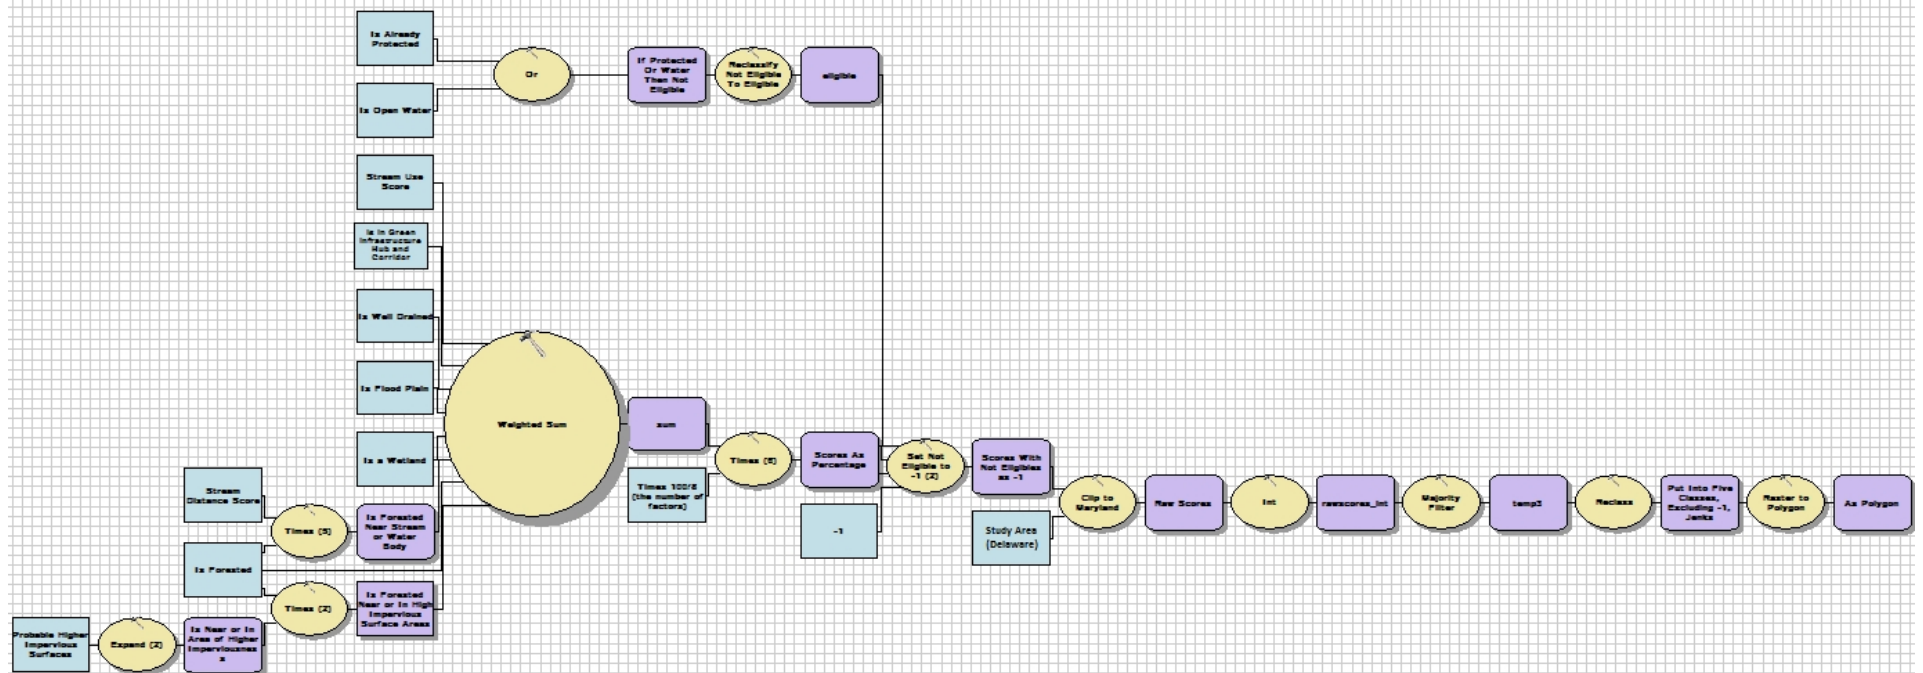 Is Already
Protected
Or
If Protected
Or Water
Then Not
Eligible
Reclassify
Not Eligible
To Eligible
eligible
Is Open Water
Stream Use
Score
Is In Green
Infrastructure
Hub and
Corridor
Is Well Drained
Is Flood Plain
Weighted Sum
sum
Is a Wetland
Times (6)
Scores As
Percentage
Set Not
Eligible to
-1 (2)
Scores With
Not Eligibles
as -1
Times 100/8
(the number of
factors)
-1
Stream
Distance Score
Times (5)
Is Forested
Near Stream
or Water
Body
Is Forested
Times (2)
Is Forested
Near or In High
Impervious
Surface Areas
Probable Higher
Impervious
Surfaces
Expand (2)
Is Near or In
Area of Higher
Imperviousnes
s
Study Area
(Delaware)
Clip to
Maryland
Raw Scores
Int
rawscores_int
Majority
Filter
temp3
Reclass
Put Into Five
Classes,
Excluding -1,
Jenks
Raster to
Polygon
As Polygon